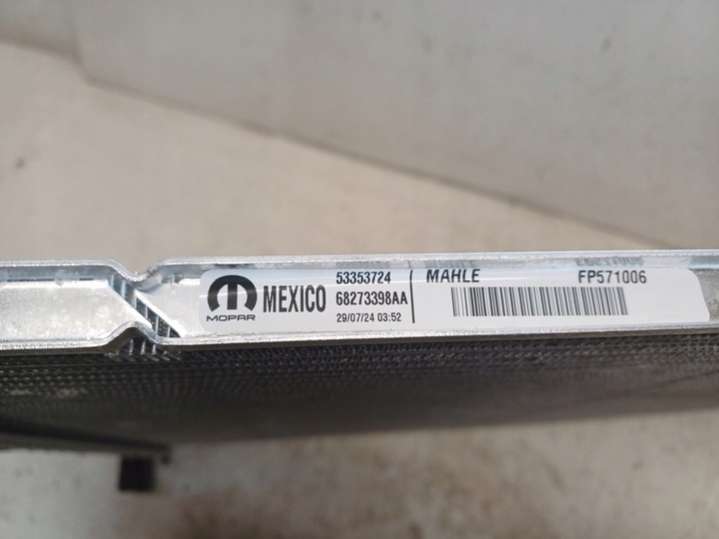 MOPAR
MEXICO
53353724
68273398AA
29/07/24 03:52
MAHLE
FP571006